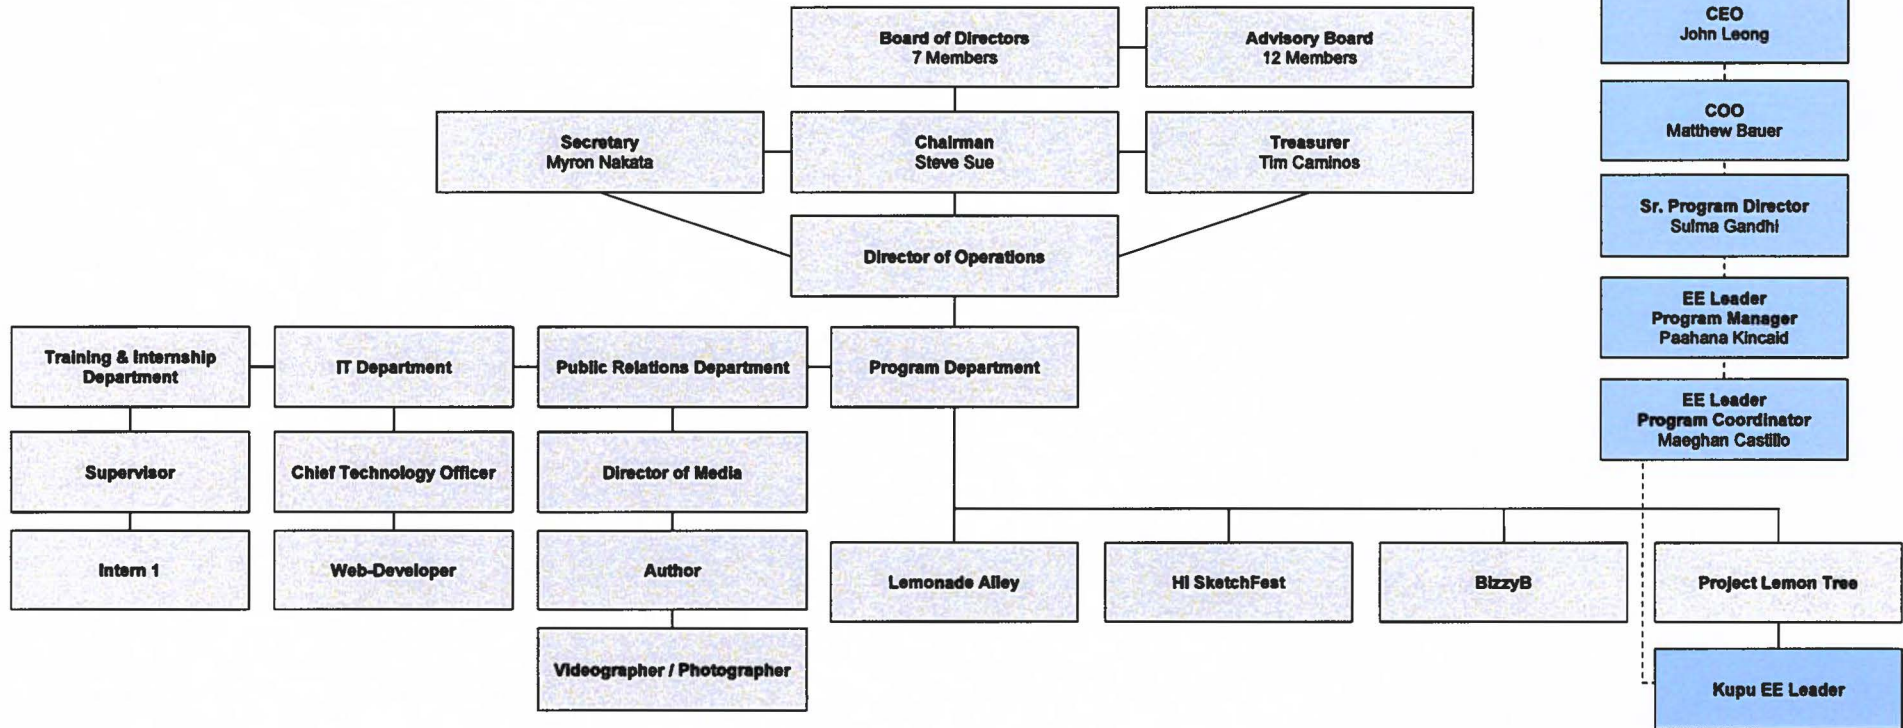 Board of Directors
7 Members
Advisory Board
12 Members
CEO
John Leong
COO
Matthew Bauer
Secretary
Myron Nakata
Chairman
Steve Sue
Treasurer
Tim Caminos
Sr. Program Director
Sulma Gandhi
Director of Operations
EE Leader
Program Manager
Paahana Kincaid
Training & Internship
Department
IT Department
Public Relations Department
Program Department
EE Leader
Program Coordinator
Maeghan Castillo
Supervisor
Chief Technology Officer
Director of Media
Intern 1
Web-Developer
Author
Lemonade Alley
HI SketchFest
BizzyB
Project Lemon Tree
Videographer / Photographer
Kupu EE Leader